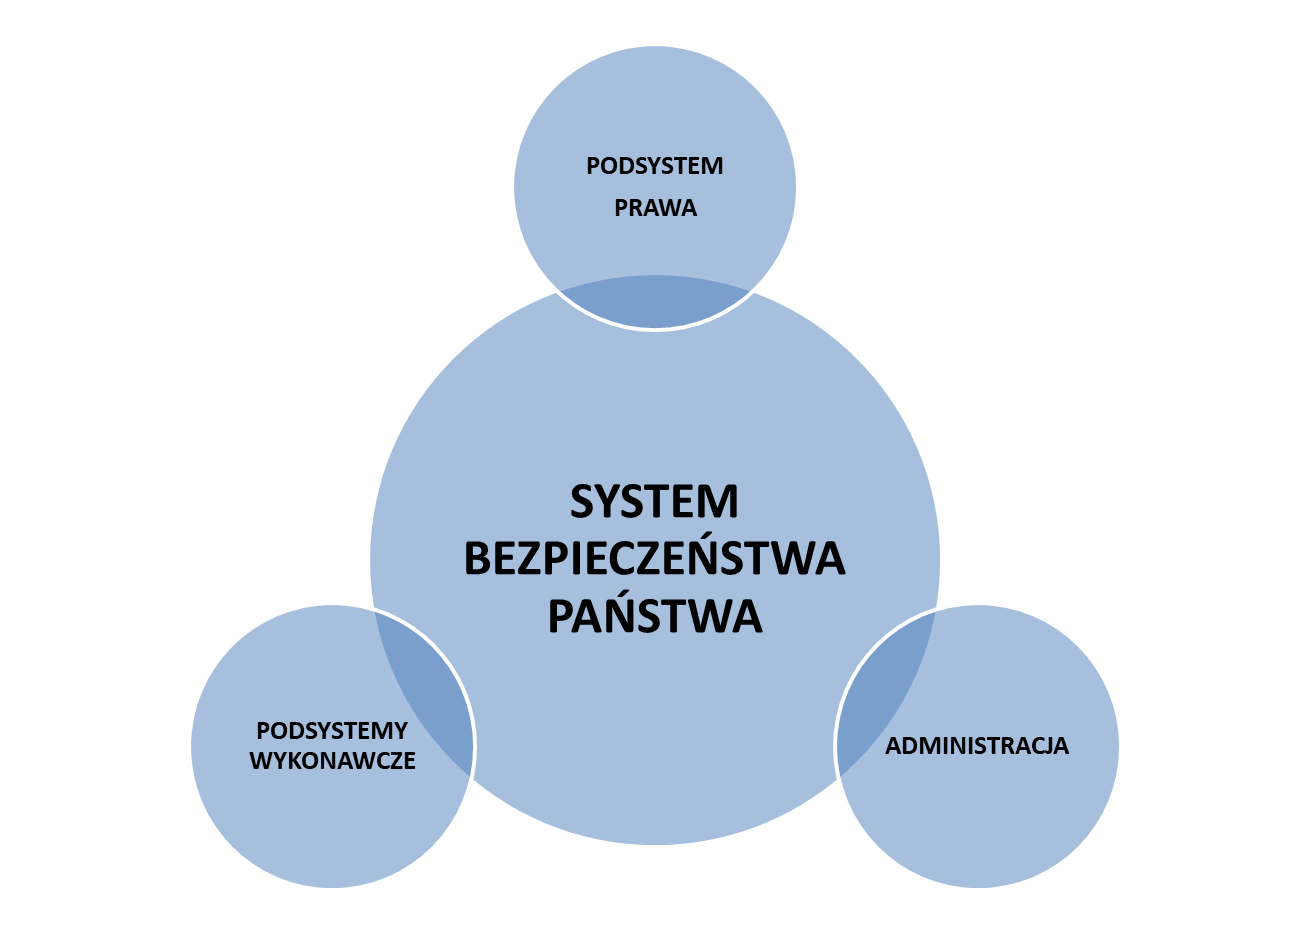 PODSYSTEM
PRAWA
SYSTEM
BEZPIECZEŃSTWA
PAŃSTWA
PODSYSTEMY
WYKONAWCZE
ADMINISTRACJA